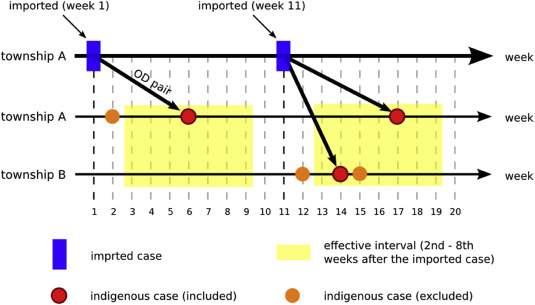 imported (week 1)
imported (week 11)
township A
week
OD pair
township A
week
township B
week
1 2 3 4 5 6 7 8 9 10 11 12 13 14 15 16 17 18 19 20
imprted case
effective interval (2nd - 8th
weeks after the imported case)
indigenous case (included)
indigenous case (excluded)